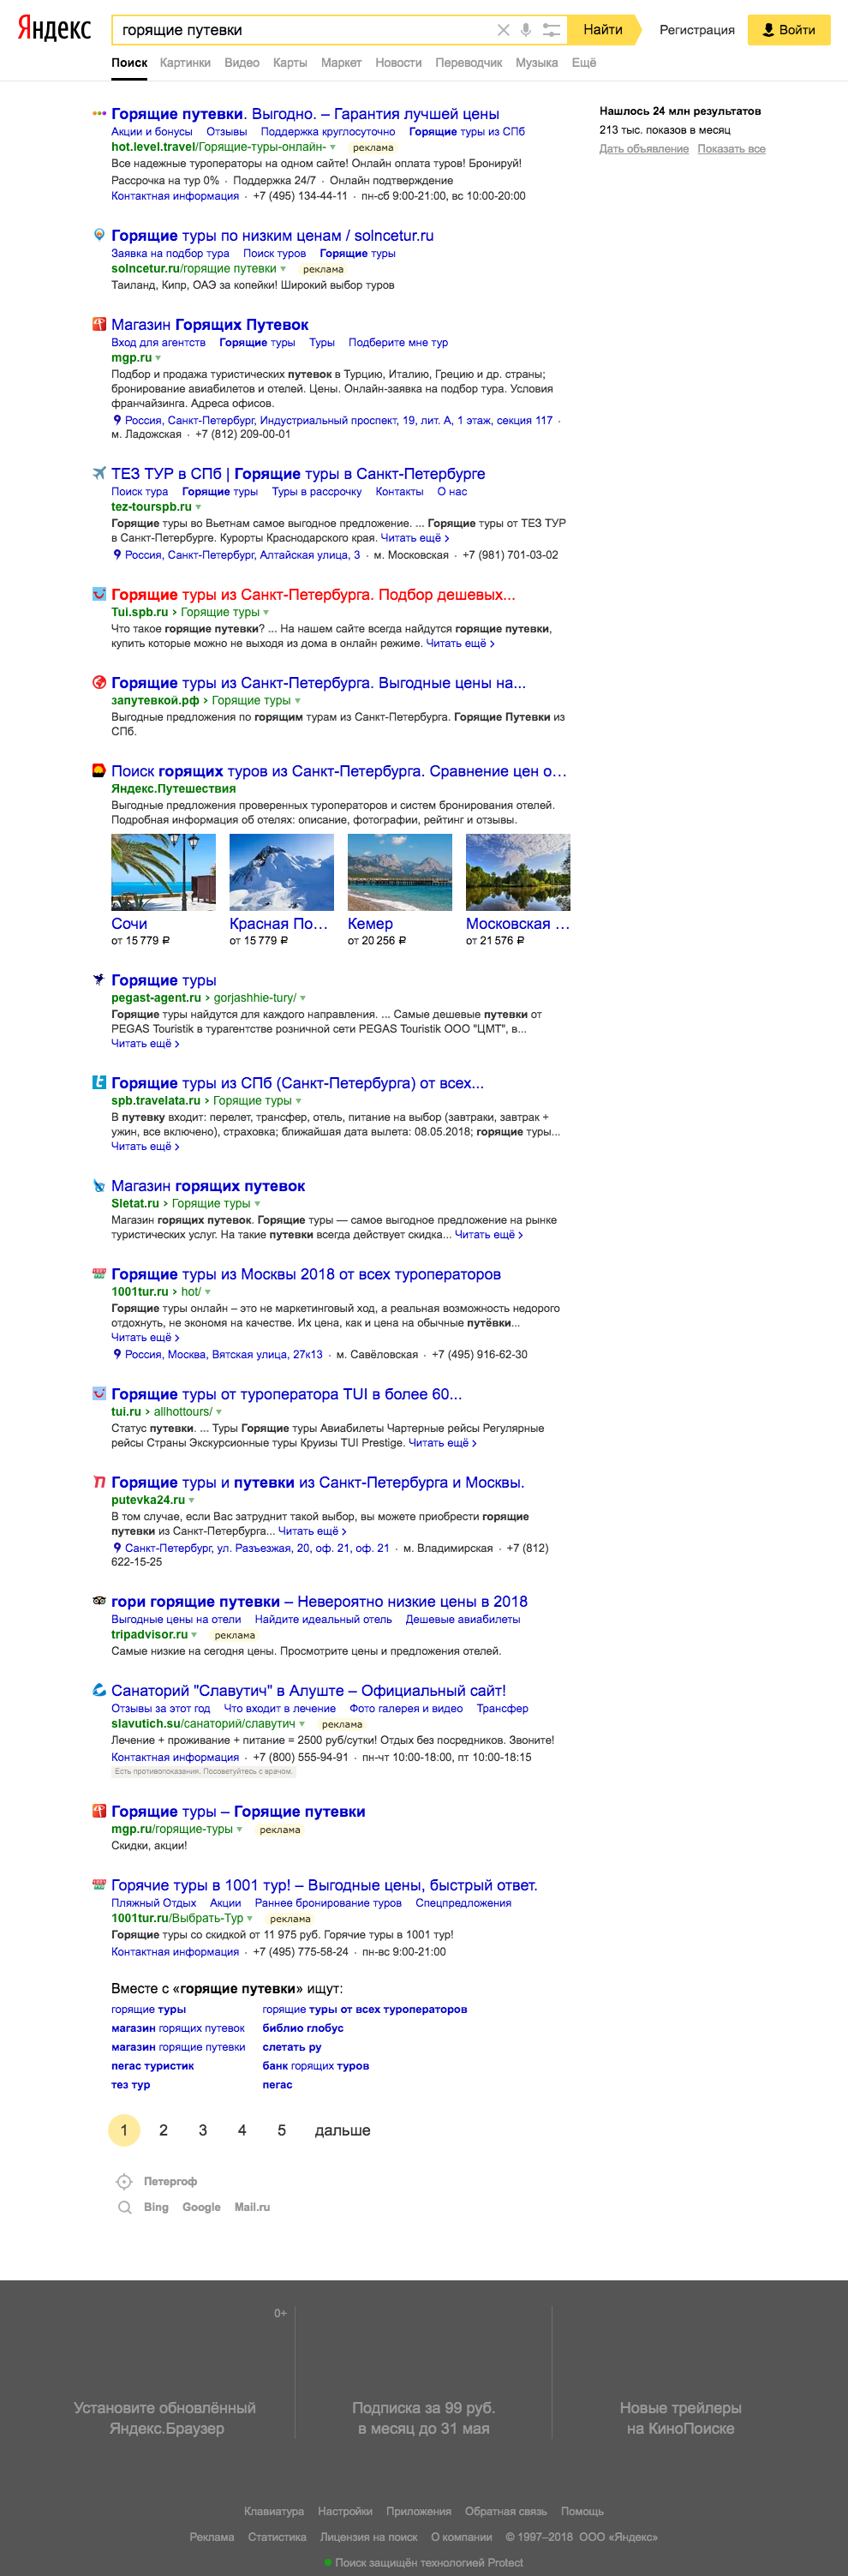 Яндекс
горящие путевки
Найти
Регистрация
Войти
Поиск Картинки Видео Карты Маркет Новости Переводчик Музыка Ещё
Горящие путевки. Выгодно. – Гарантия лучшей цены
Акции и бонусы Отзывы Поддержка круглосуточно Горящие туры из СПб
hot.level.travel/Горящие-туры-онлайн- реклама
Все надежные туроператоры на одном сайте! Онлайн оплата туров! Бронируй!
Рассрочка на тур 0% · Поддержка 24/7 · Онлайн подтверждение
Контактная информация · +7 (495) 134-44-11 · пн-сб 9:00-21:00, вс 10:00-20:00
Нашлось 24 млн результатов
213 тыс. показов в месяц
Дать объявление Показать все
Горящие туры по низким ценам / solncetur.ru
Заявка на подбор тура Поиск туров Горящие туры
solncetur.ru/горящие путевки реклама
Таиланд, Кипр, ОАЭ за копейки! Широкий выбор туров
Магазин Горящих Путевок
Вход для агентств Горящие туры Туры Подберите мне тур
mgp.ru
Подбор и продажа туристических путевок в Турцию, Италию, Грецию и др. страны;
бронирование авиабилетов и отелей. Цены. Онлайн-заявка на подбор тура. Условия
франчайзинга. Адреса офисов.
Россия, Санкт-Петербург, Индустриальный проспект, 19, лит. А, 1 этаж, секция 117 ·
м. Ладожская · +7 (812) 209-00-01
ТЕЗ ТУР в СПб | Горящие туры в Санкт-Петербурге
Поиск тура Горящие туры Туры в рассрочку Контакты О нас
tez-tourspb.ru
Горящие туры во Вьетнам самое выгодное предложение. ... Горящие туры от ТЕЗ ТУР
в Санкт-Петербурге. Курорты Краснодарского края. Читать ещё >
Россия, Санкт-Петербург, Алтайская улица, 3 · м. Московская · +7 (981) 701-03-02
Горящие туры из Санкт-Петербурга. Подбор дешевых...
Tui.spb.ru > Горящие туры
Что такое горящие путевки? ... На нашем сайте всегда найдутся горящие путевки,
купить которые можно не выходя из дома в онлайн режиме. Читать ещё >
Горящие туры из Санкт-Петербурга. Выгодные цены на...
запутевкой.рф > Горящие туры
Выгодные предложения по горящим турам из Санкт-Петербурга. Горящие Путевки из
СПб.
Поиск горящих туров из Санкт-Петербурга. Сравнение цен о...
Яндекс.Путешествия
Выгодные предложения проверенных туроператоров и систем бронирования отелей.
Подробная информация об отелях: описание, фотографии, рейтинг и отзывы.
Сочи Красная По... Кемер Московская ...
от 15 779 ₽ от 15 779 ₽ от 20 256 ₽ от 21 576 ₽
Горящие туры
pegast-agent.ru > gorjashhie-tury/
Горящие туры найдутся для каждого направления. ... Самые дешевые путевки от
PEGAS Touristik в турагентстве розничной сети PEGAS Touristik ООО "ЦМТ", в...
Читать ещё >
Горящие туры из СПб (Санкт-Петербурга) от всех...
spb.travelata.ru > Горящие туры
В путевку входит: перелет, трансфер, отель, питание на выбор (завтраки, завтрак +
ужин, все включено), страховка; ближайшая дата вылета: 08.05.2018; горящие туры...
Читать ещё >
Магазин горящих путевок
Sletat.ru > Горящие туры
Магазин горящих путевок. Горящие туры — самое выгодное предложение на рынке
туристических услуг. На такие путевки всегда действует скидка... Читать ещё >
Горящие туры из Москвы 2018 от всех туроператоров
1001tur.ru > hot/
Горящие туры онлайн – это не маркетинговый ход, а реальная возможность недорого
отдохнуть, не экономя на качестве. Их цена, как и цена на обычные путёвки...
Читать ещё >
Россия, Москва, Вятская улица, 27к13 · м. Савёловская · +7 (495) 916-62-30
Горящие туры от туроператора TUI в более 60...
tui.ru > allhottours/
Статус путевки. ... Туры Горящие туры Авиабилеты Чартерные рейсы Регулярные
рейсы Страны Экскурсионные туры Круизы TUI Prestige. Читать ещё >
Горящие туры и путевки из Санкт-Петербурга и Москвы.
putevka24.ru
В том случае, если Вас затруднит такой выбор, вы можете приобрести горящие
путевки из Санкт-Петербурга... Читать ещё >
Санкт-Петербург, ул. Разъезжая, 20, оф. 21, оф. 21 · м. Владимирская · +7 (812)
622-15-25
гори горящие путевки – Невероятно низкие цены в 2018
Выгодные цены на отели Найдите идеальный отель Дешевые авиабилеты
tripadvisor.ru реклама
Самые низкие на сегодня цены. Просмотрите цены и предложения отелей.
Санаторий "Славутич" в Алуште – Официальный сайт!
Отзывы за этот год Что входит в лечение Фото галерея и видео Трансфер
slavutich.su/санаторий/славутич реклама
Лечение + проживание + питание = 2500 руб/сутки! Отдых без посредников. Звоните!
Контактная информация · +7 (800) 555-94-91 · пн-чт 10:00-18:00, пт 10:00-18:15
Есть противопоказания. Посоветуйтесь с врачом.
Горящие туры – Горящие путевки
mgp.ru/горящие-туры реклама
Скидки, акции!
Горячие туры в 1001 тур! – Выгодные цены, быстрый ответ.
Пляжный Отдых Акции Раннее бронирование туров Спецпредложения
1001tur.ru/Выбрать-Тур реклама
Горящие туры со скидкой от 11 975 руб. Горячие туры в 1001 тур!
Контактная информация · +7 (495) 775-58-24 · пн-вс 9:00-21:00
Вместе с «горящие путевки» ищут:
горящие туры горящие туры от всех туроператоров
магазин горящих путевок библио глобус
магазин горящие путевки слетать ру
пегас туристик банк горящих туров
тез тур пегас
1 2 3 4 5 дальше
Петергоф
Bing Google Mail.ru
0+
Установите обновлённый
Яндекс.Браузер
Подписка за 99 руб.
в месяц до 31 мая
Новые трейлеры
на КиноПоиске
Клавиатура Настройки Приложения Обратная связь Помощь
Реклама Статистика Лицензия на поиск О компании © 1997–2018 ООО «Яндекс»
Поиск защищён технологией Protect